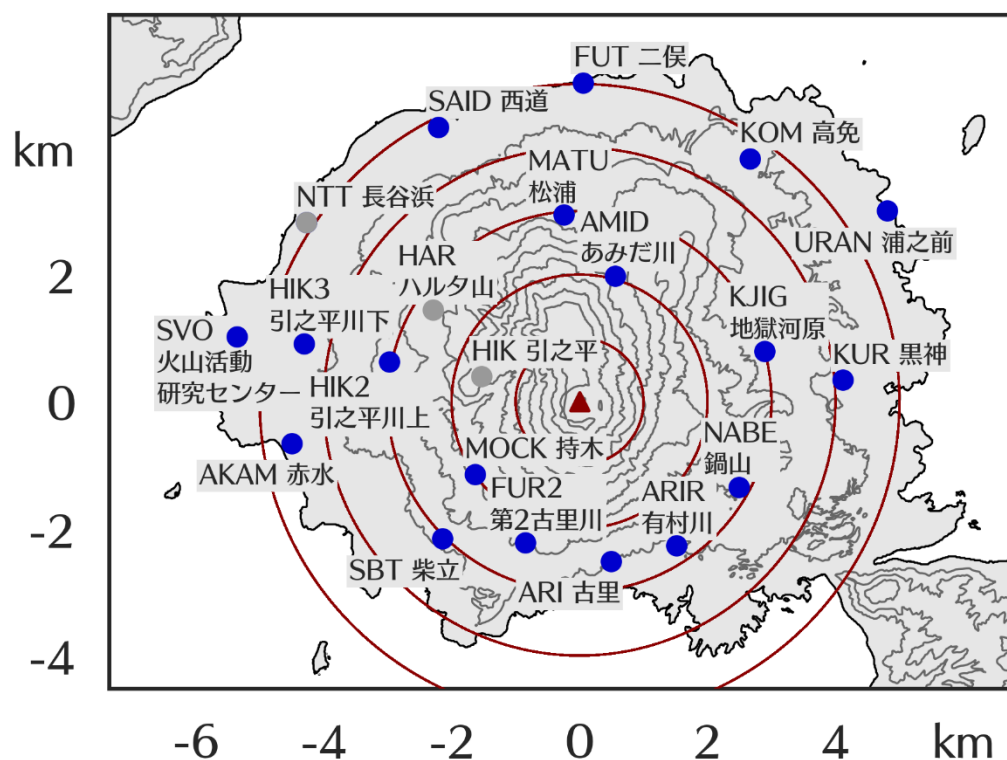 FUT 二俣
SAID 西道
KOM 高免
km
MATU
松浦
NTT 長谷浜
AMID
あみだ川
URAN 浦之前
HAR
ハルタ山
2
HIK3
引之平川下
KJIG
地獄河原
SVO
火山活動
研究センター
HIK 引之平
KUR 黒神
0
HIK2
引之平川上
MOCK 持木
NABE
鍋山
AKAM 赤水
FUR2
第2古里川
ARIR
有村川
-2
SBT 柴立
ARI 古里
-4
-6 -4 -2 0 2 4 km